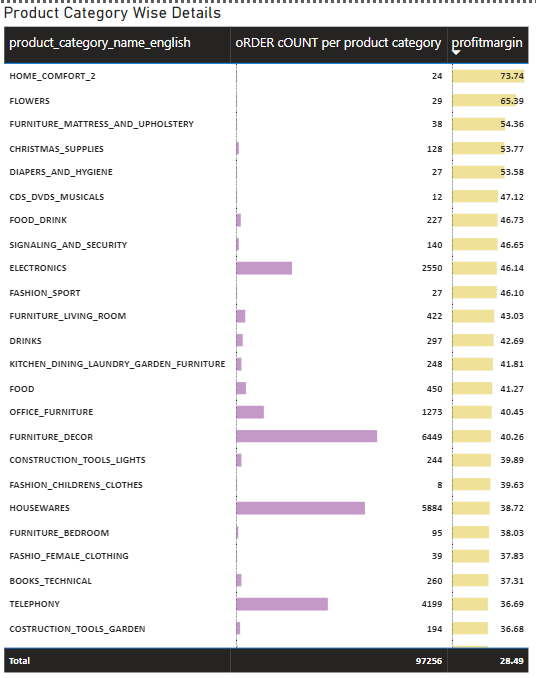 Product Category Wise Details
product_category_name_english oRDER cOUNT per product category profitmargin
HOME_COMFORT_2 24 73.74
FLOWERS 29 65.39
FURNITURE_MATTRESS_AND_UPHOLSTERY 38 54.36
CHRISTMAS_SUPPLIES 128 53.77
DIAPERS_AND_HYGIENE 27 53.58
CDS_DVDS_MUSICALS 12 47.12
FOOD_DRINK 227 46.73
SIGNALING_AND_SECURITY 140 46.65
ELECTRONICS 2550 46.14
FASHION_SPORT 27 46.10
FURNITURE_LIVING_ROOM 422 43.03
DRINKS 297 42.69
KITCHEN_DINING_LAUNDRY_GARDEN_FURNITURE 248 41.81
FOOD 450 41.27
OFFICE_FURNITURE 1273 40.45
FURNITURE_DECOR 6449 40.26
CONSTRUCTION_TOOLS_LIGHTS 244 39.89
FASHION_CHILDRENS_CLOTHES 8 39.63
HOUSEWARES 5884 38.72
FURNITURE_BEDROOM 95 38.03
FASHIO_FEMALE_CLOTHING 39 37.83
BOOKS_TECHNICAL 260 37.31
TELEPHONY 4199 36.69
COSTRUCTION_TOOLS_GARDEN 194 36.68
Total 97256 28.49